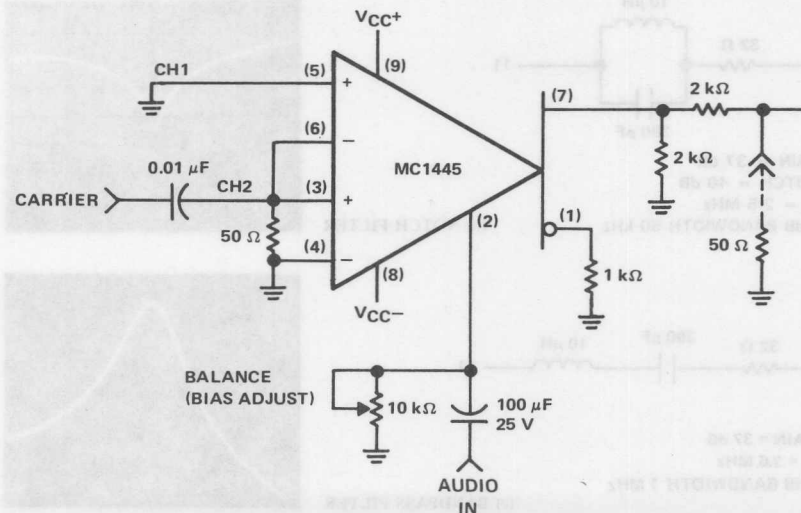 VCC+
CH1
(5)
(9)
+
(7)
2 kΩ
(6)
−
0.01 µF
CH2
MC1445
2 kΩ
CARRIER
(3)
+
(2)
(1)
50 Ω
(4)
−
50 Ω
(8)
1 kΩ
VCC−
BALANCE
(BIAS ADJUST)
10 kΩ
100 µF
25 V
AUDIO
IN